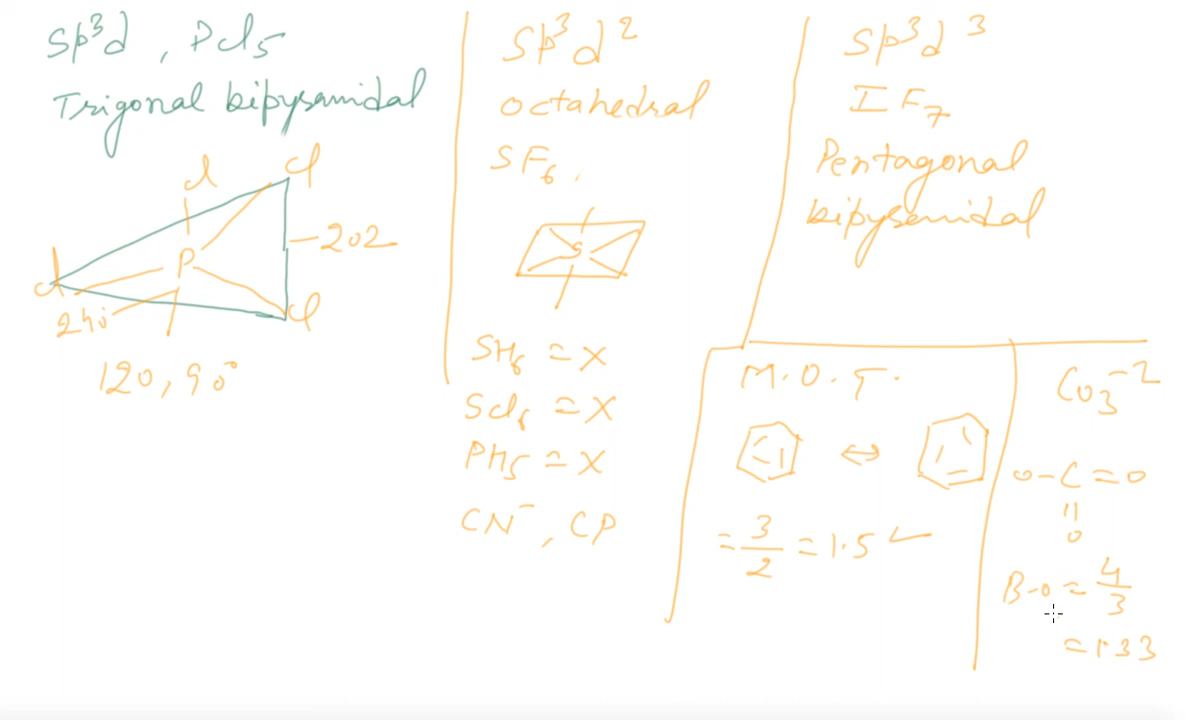 sp³d, PCl₅
Trigonal bipyramidal
Cl Cl
P
Cl
Cl
202
240
120, 90°
sp³d²
octahedral
SF₆
S
SH₆ = X
SCl₆ = X
PH₅ = X
CN⁻, CP
sp³d³
IF₇
Pentagonal
bipyramidal
M.O.T.
↔
= 3/2 = 1.5
CO₃⁻²
O-C=O
=
O
B-O = 4/3
= 1.33